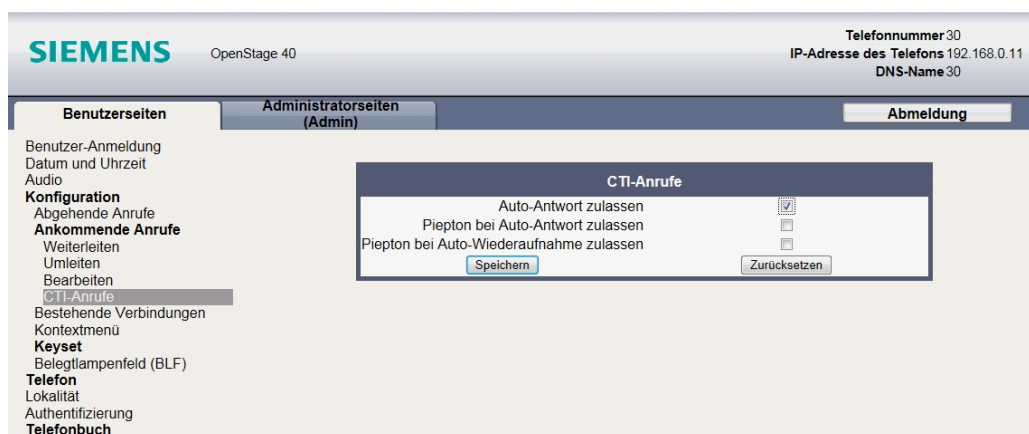 SIEMENS OpenStage 40
Telefonnummer 30
IP-Adresse des Telefons 192.168.0.11
DNS-Name 30
Benutzerseiten
Administratorseiten
(Admin)
Abmeldung
Benutzer-Anmeldung
Datum und Uhrzeit
Audio
Konfiguration
Abgehende Anrufe
Ankommende Anrufe
Weiterleiten
Umleiten
Bearbeiten
CTI-Anrufe
Bestehende Verbindungen
Kontextmenü
Keyset
Belegtlampenfeld (BLF)
Telefon
Lokalität
Authentifizierung
Telefonbuch
CTI-Anrufe
Auto-Antwort zulassen
Piepton bei Auto-Antwort zulassen
Piepton bei Auto-Wiederaufnahme zulassen
Speichern Zurücksetzen